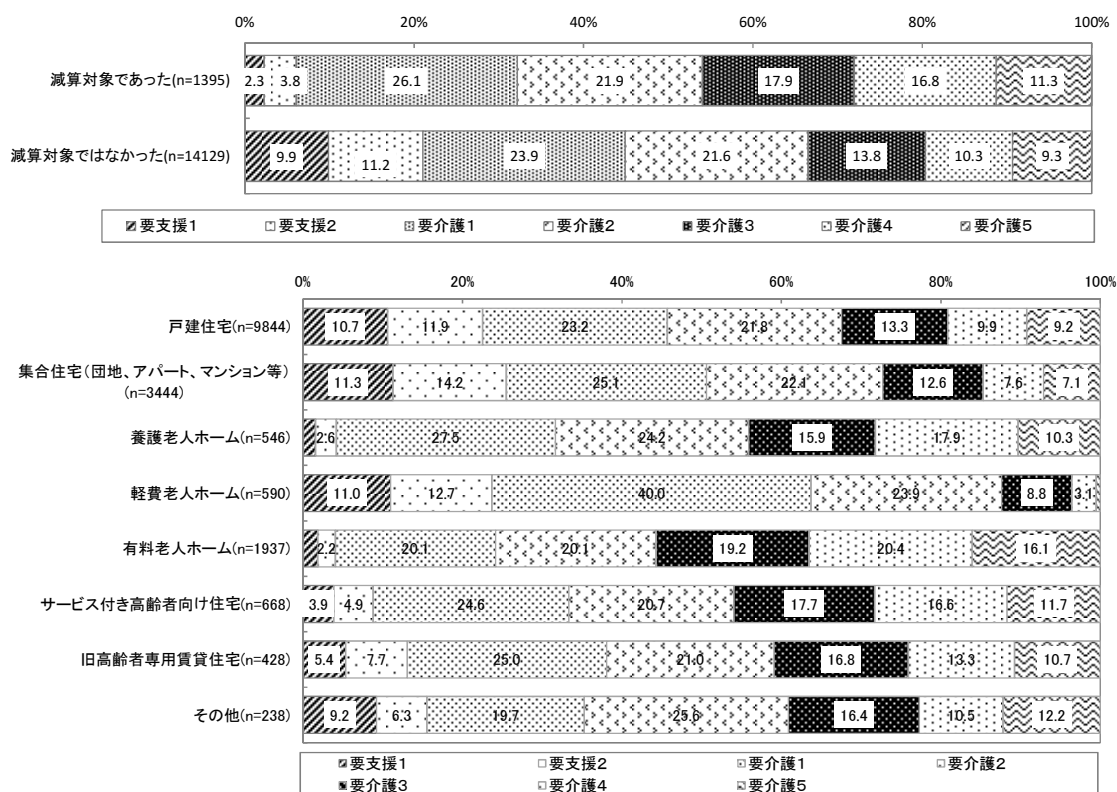 0% 20% 40% 60% 80% 100%
減算対象であった(n=1395) 2.3 3.8 26.1 21.9 17.9 16.8 11.3
減算対象ではなかった(n=14129) 9.9 11.2 23.9 21.6 13.8 10.3 9.3
要支援1 要支援2 要介護1 要介護2 要介護3 要介護4 要介護5
0% 20% 40% 60% 80% 100%
戸建住宅(n=9844) 10.7 11.9 23.2 21.8 13.3 9.9 9.2
集合住宅(団地、アパート、マンション等)
(n=3444) 11.3 14.2 25.1 22.1 12.6 7.6 7.1
養護老人ホーム(n=546) 2.6 27.5 24.2 15.9 17.9 10.3
軽費老人ホーム(n=590) 11.0 12.7 40.0 23.9 8.8 3.1
有料老人ホーム(n=1937) 2.2 20.1 20.1 19.2 20.4 16.1
サービス付き高齢者向け住宅(n=668) 3.9 4.9 24.6 20.7 17.7 16.6 11.7
旧高齢者専用賃貸住宅(n=428) 5.4 7.7 25.0 21.0 16.8 13.3 10.7
その他(n=238) 9.2 6.3 19.7 25.6 16.4 10.5 12.2
要支援1 要支援2 要介護1 要介護2
要介護3 要介護4 要介護5